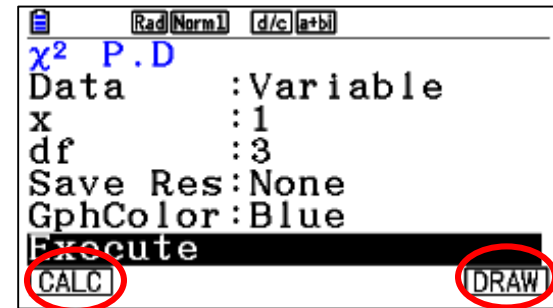 Rad Norm1 d/c a+bi
χ² P.D
Data :Variable
x :1
df :3
Save Res:None
GphColor:Blue
Execute
CALC DRAW